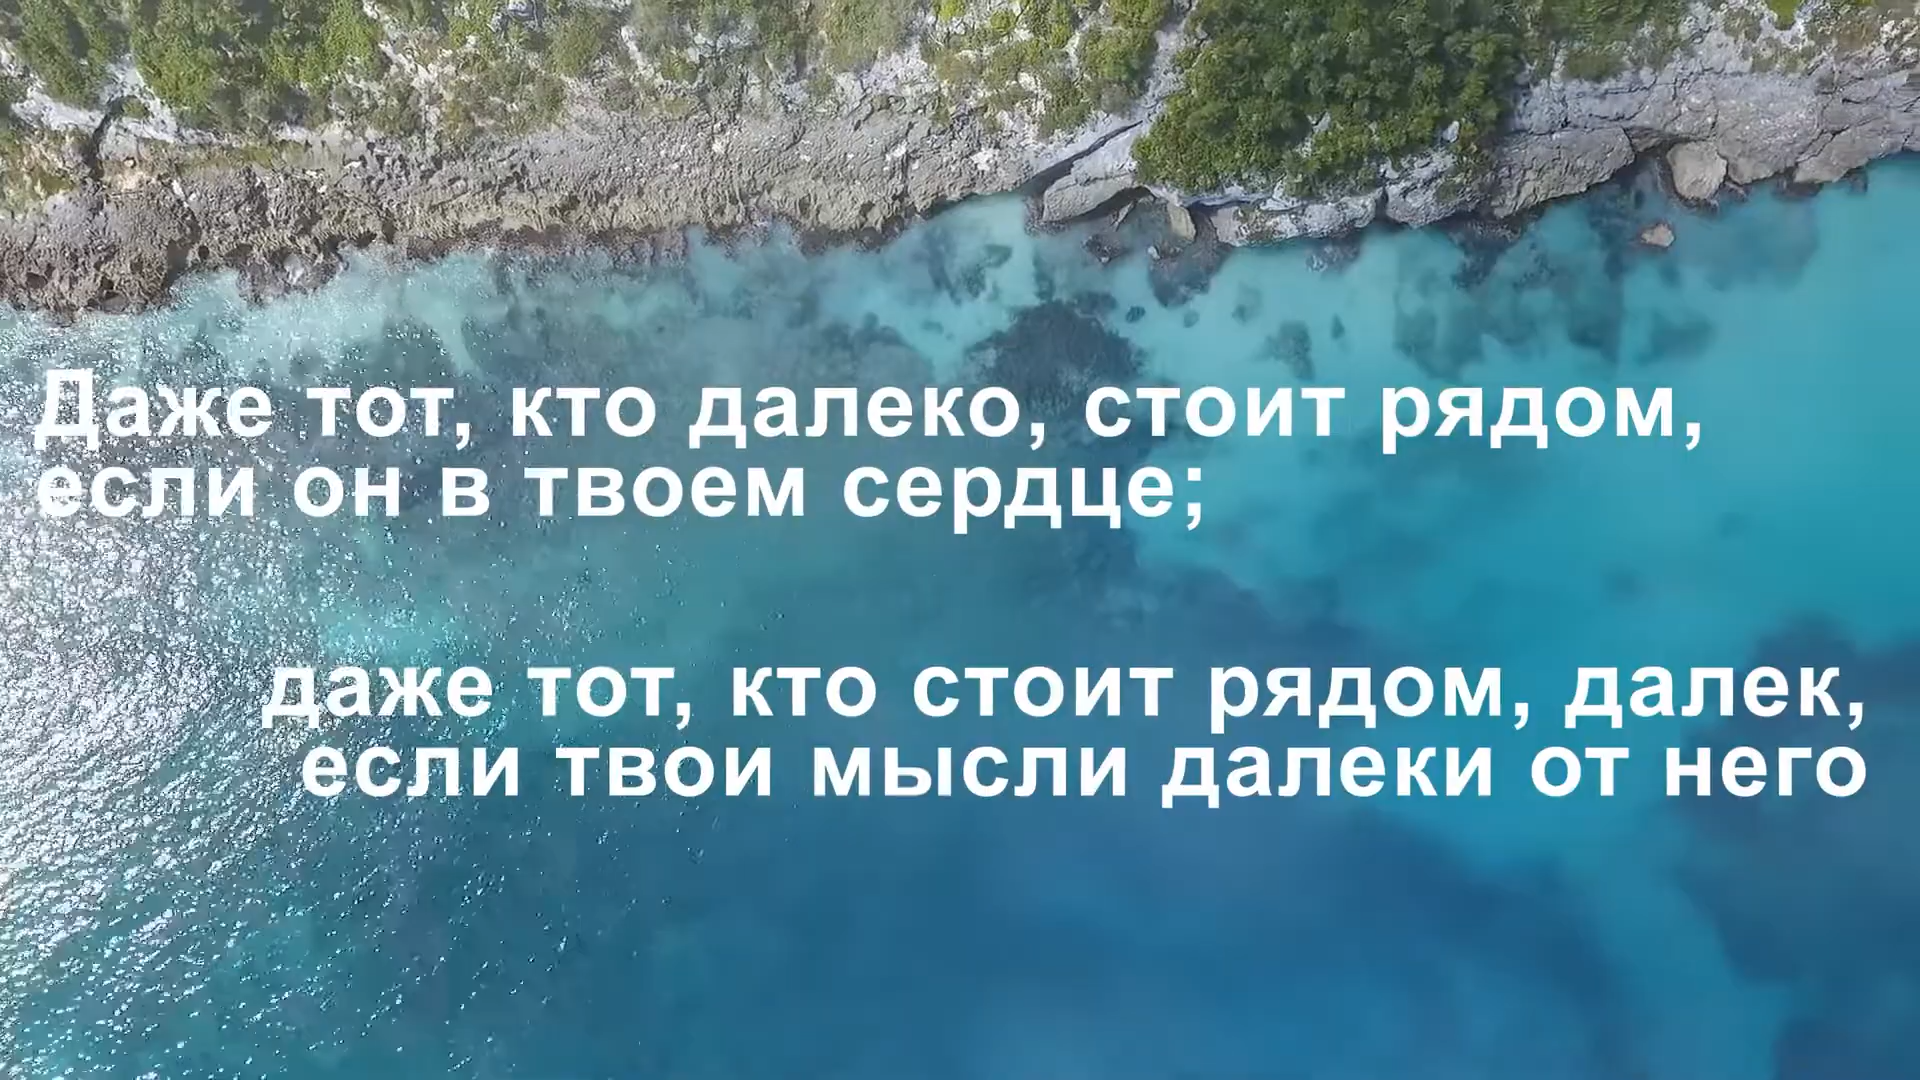 Даже тот, кто далеко, стоит рядом,
если он в твоем сердце;
даже тот, кто стоит рядом, далек,
если твои мысли далеки от него